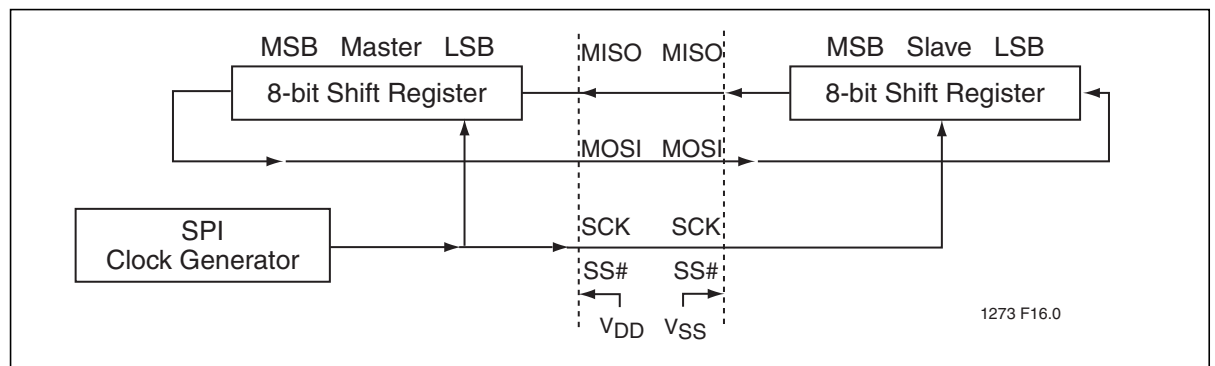 MSB Master LSB
MISO MISO
MSB Slave LSB
8-bit Shift Register
8-bit Shift Register
MOSI MOSI
SPI
Clock Generator
SCK SCK
SS# SS#
VDD VSS
1273 F16.0